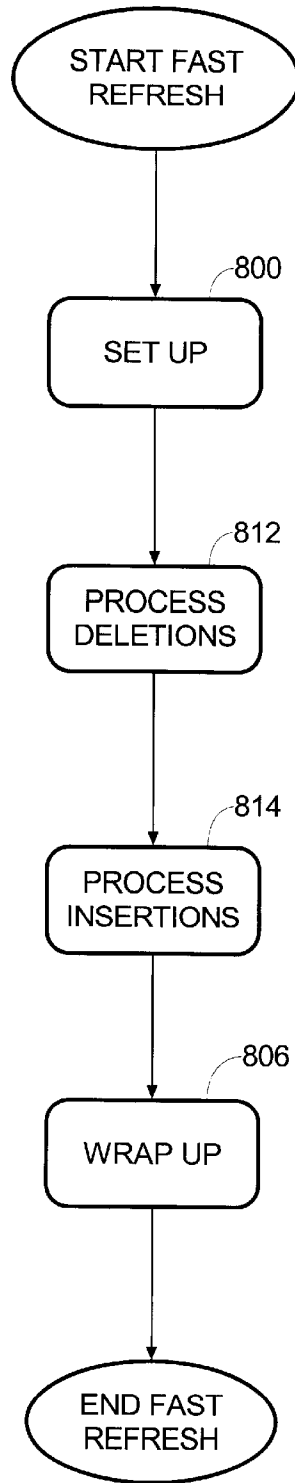 START FAST
REFRESH
800
SET UP
812
PROCESS
DELETIONS
814
PROCESS
INSERTIONS
806
WRAP UP
END FAST
REFRESH